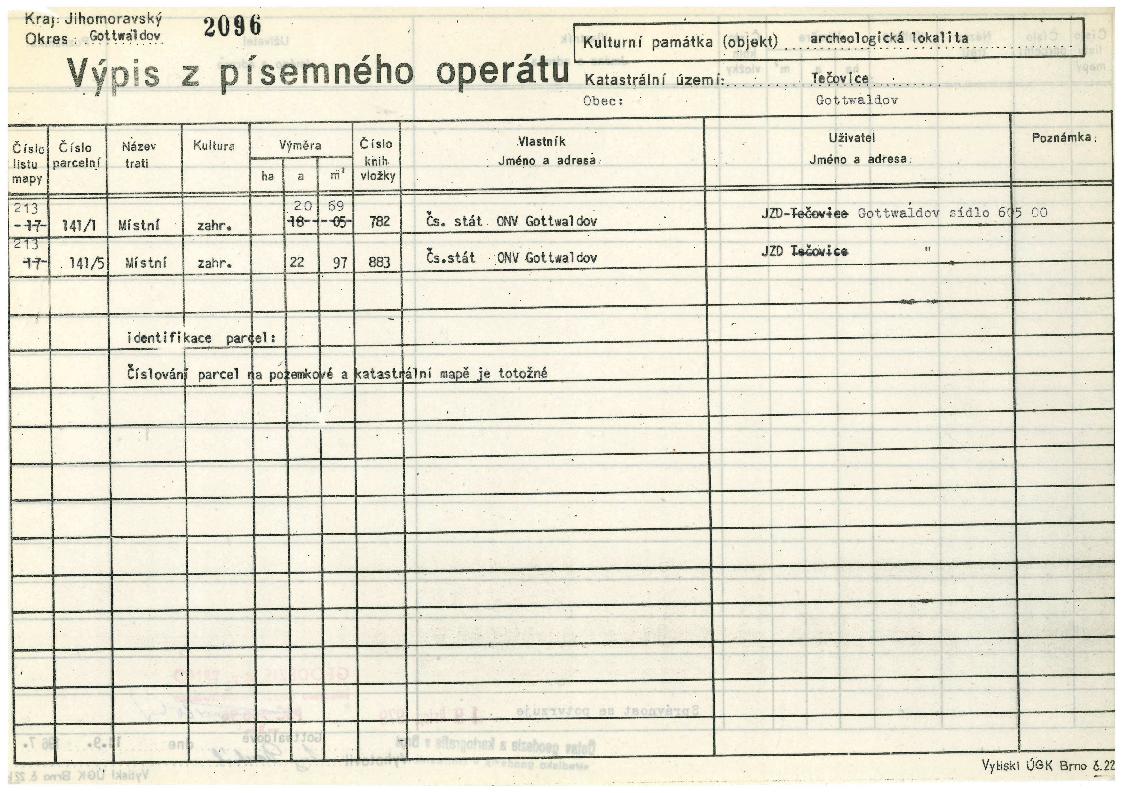 Kraj: Jihomoravský
Okres Gottwaldov
2096
Výpis z písemného operátu
Kulturní památka (objekt) archeologická lokalita
Katastrální území: Tečovice
Obec: Gottwaldov
Číslo listu mapy
Číslo parcelní
Název trati
Kultura
Výměra
ha a m²
Číslo knih. vložky
Vlastník
Jméno a adresa:
Uživatel
Jméno a adresa:
Poznámka:
213 20 69
-17- 141/1 Místní zahr. 18 05 782 Čs. stát ONV Gottwaldov JZD-Tečovice Gottwaldov sídlo 605 00
213
-17- 141/5 Místní zahr. 22 97 883 Čs.stát ONV Gottwaldov JZD Tečovice "
identifikace parcel:
Číslování parcel na pozemkové a katastrální mapě je totožné
Vytiskl ÚGK Brno č.22